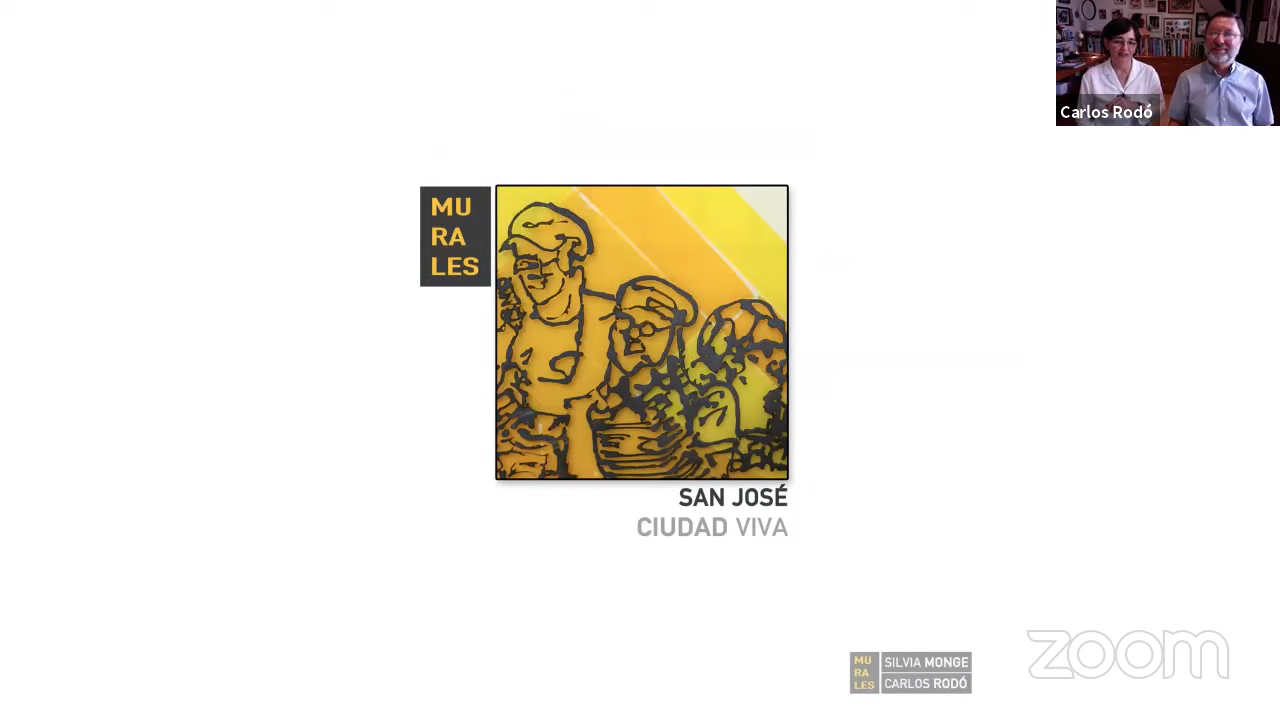 Carlos Rodó
MU
RA
LES
SAN JOSÉ
CIUDAD VIVA
MU
RA
LES
SILVIA MONGE
CARLOS RODÓ
zoom